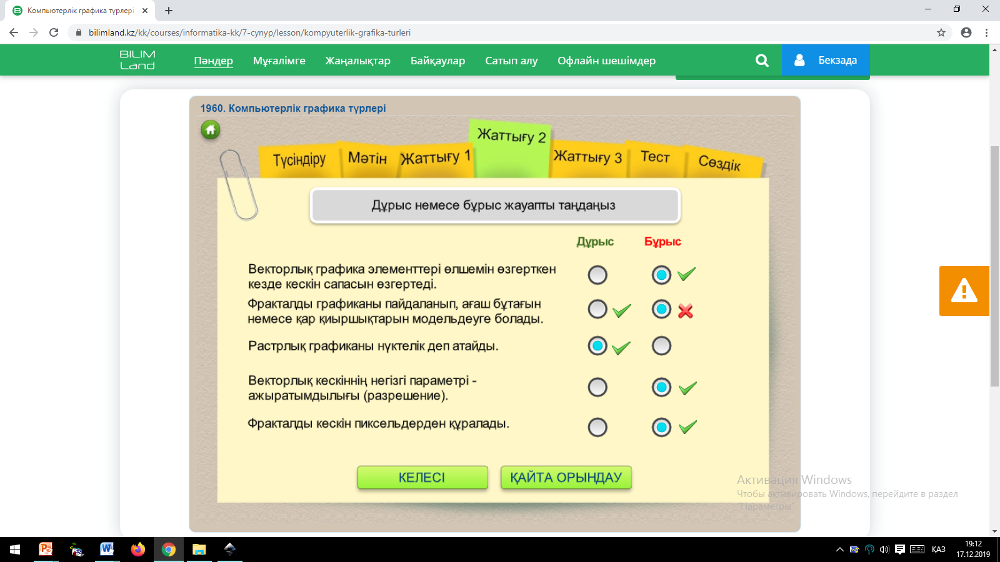 Компьютерлік графика түрлері
bilimland.kz/kk/courses/informatika-kk/7-сynyp/lesson/kompyuterlik-grafika-turleri
BILIM
Land
Пәндер
Мұғалімге
Жаңалықтар
Байқаулар
Сатып алу
Офлайн шешімдер
Бекзада
1960. Компьютерлік графика түрлері
Түсіндіру
Мәтін
Жаттығу 1
Жаттығу 2
Жаттығу 3
Тест
Сөздік
Дұрыс немесе бұрыс жауапты таңдаңыз
Дұрыс
Бұрыс
Векторлық графика элементтері өлшемін өзгерткен
кезде кескін сапасын өзгертеді.
Фракталды графиканы пайдаланып, ағаш бұтағын
немесе қар қиыршықтарын модельдеуге болады.
Растрлық графиканы нүктелік деп атайды.
Векторлық кескіннің негізгі параметрі -
ажыратымдылығы (разрешение).
Фракталды кескін пиксельдерден құралады.
КЕЛЕСІ
ҚАЙТА ОРЫНДАУ
Активация Windows
Чтобы активировать Windows, перейдите в раздел
"Параметры".
ҚАЗ
19:12
17.12.2019